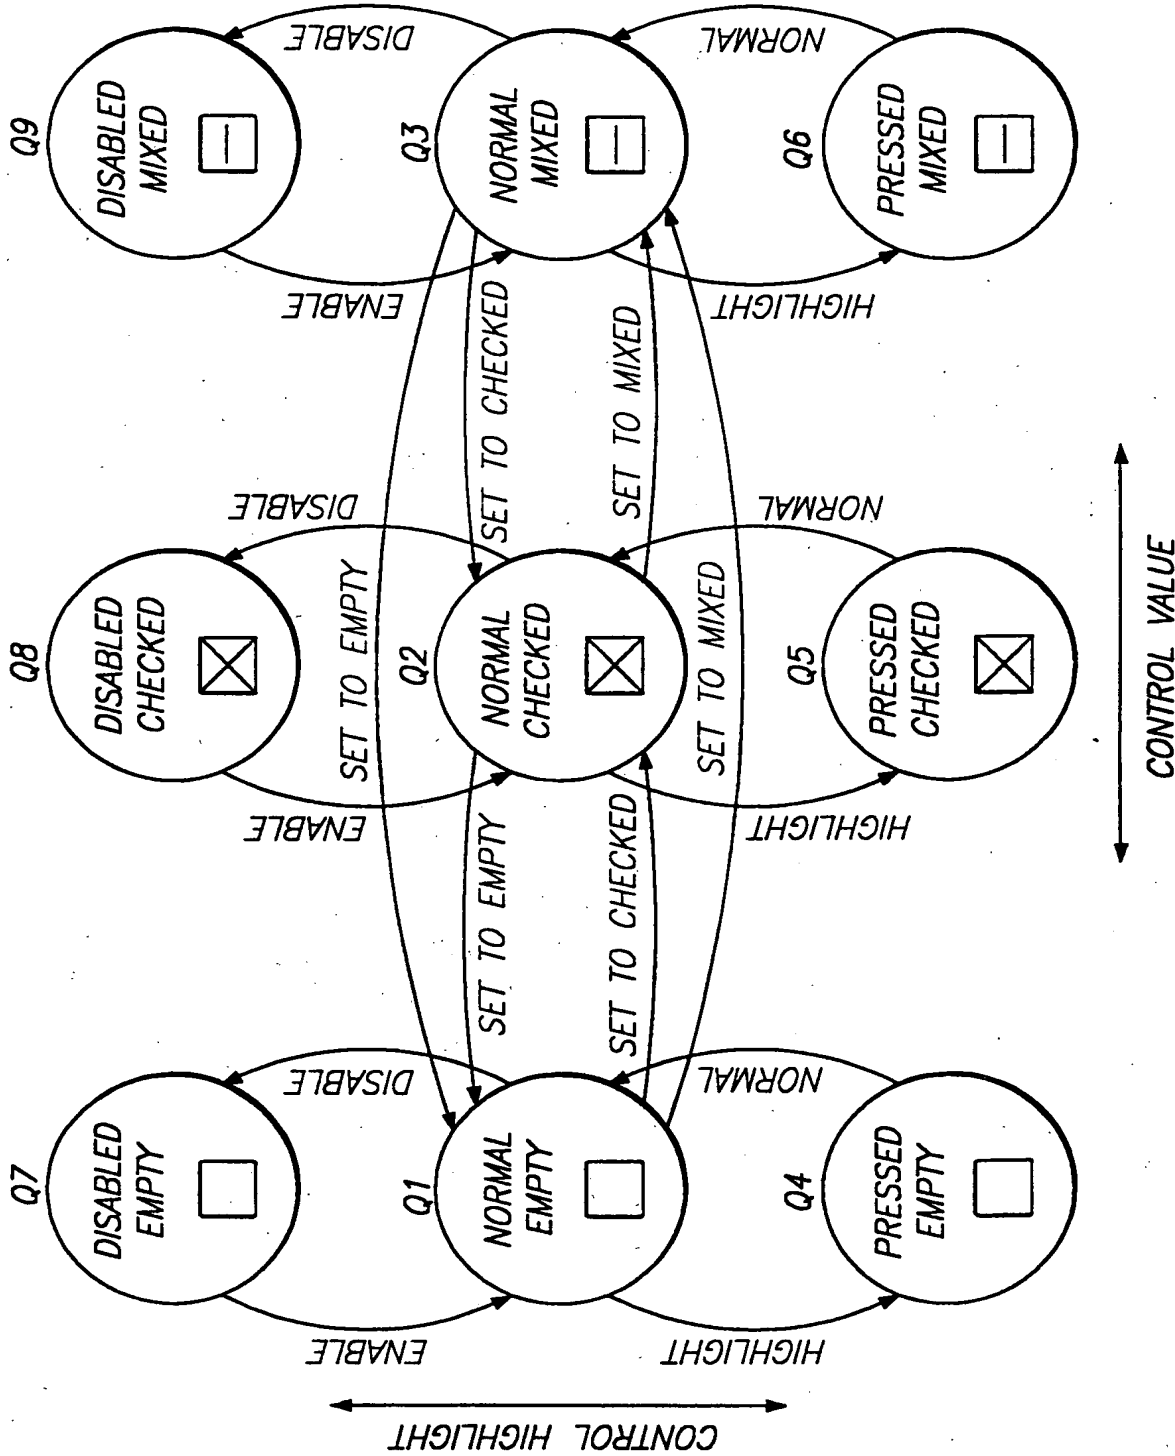 Q7
DISABLED
EMPTY
Q8
DISABLED
CHECKED
Q9
DISABLED
MIXED
ENABLE
DISABLE
ENABLE
DISABLE
ENABLE
DISABLE
SET TO EMPTY
Q1
NORMAL
EMPTY
SET TO EMPTY
Q2
NORMAL
CHECKED
SET TO CHECKED
Q3
NORMAL
MIXED
SET TO CHECKED
SET TO MIXED
SET TO MIXED
HIGHLIGHT
NORMAL
HIGHLIGHT
NORMAL
HIGHLIGHT
NORMAL
Q4
PRESSED
EMPTY
Q5
PRESSED
CHECKED
Q6
PRESSED
MIXED
CONTROL HIGHLIGHT
CONTROL VALUE